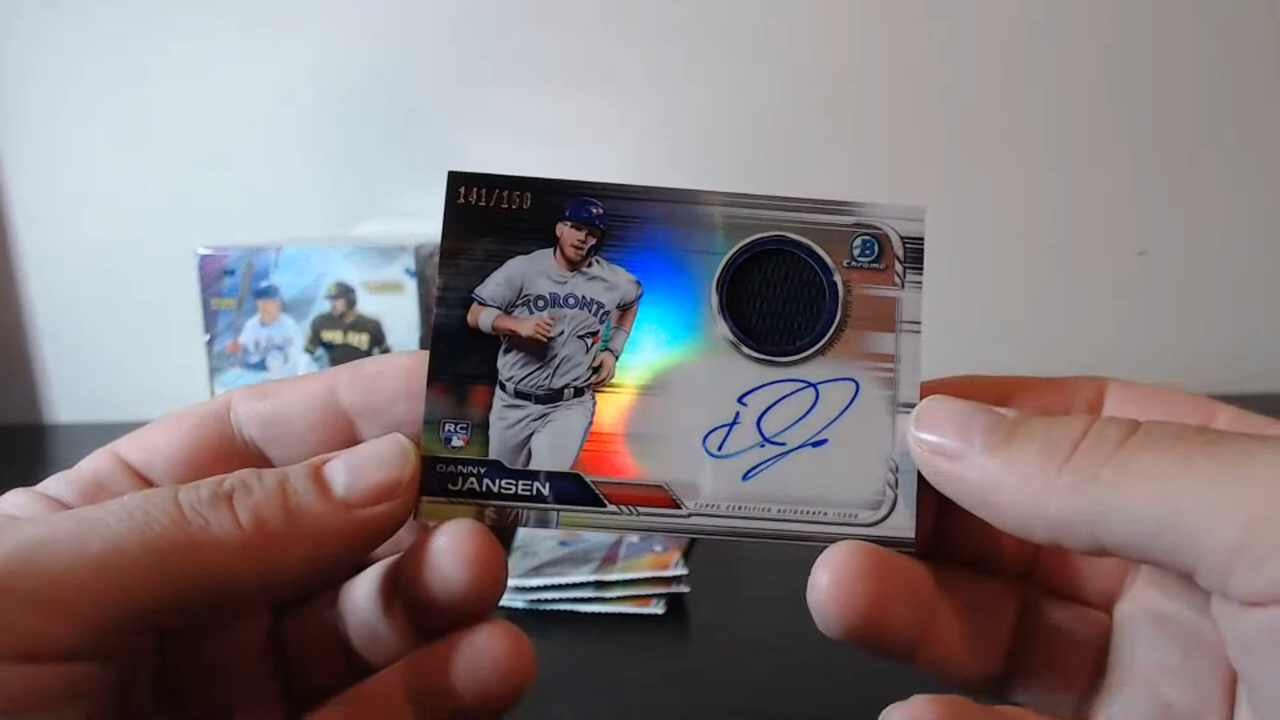 141/150
B
Chrome
TORONTO
RC
DANNY
JANSEN
TOPPS CERTIFIED AUTOGRAPH ISSUE